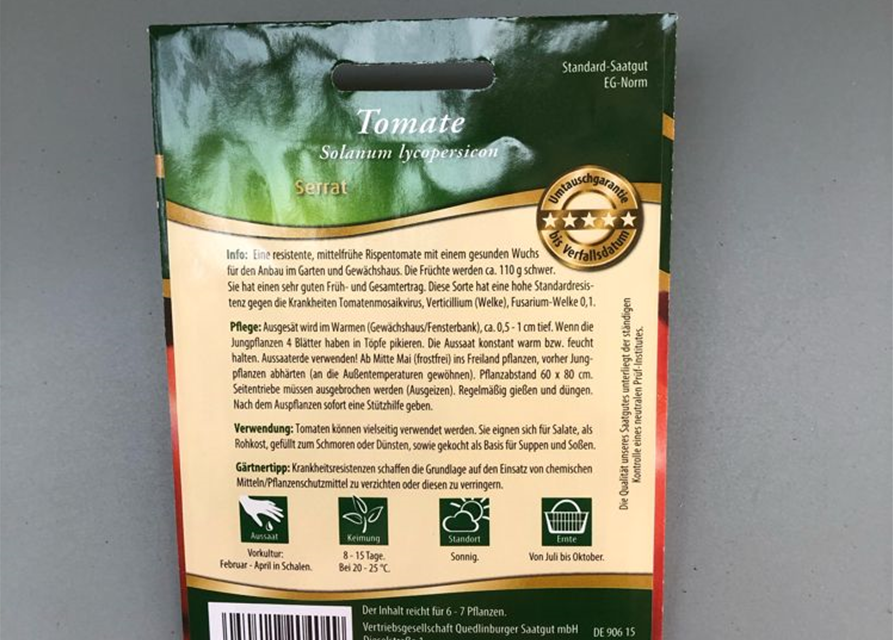 Standard-Saatgut
EG-Norm
Tomate
Solanum lycopersicon
Serrat
Umtauschgarantie
bis Verfallsdatum
Info: Eine resistente, mittelfrühe Rispentomate mit einem gesunden Wuchs
für den Anbau im Garten und Gewächshaus. Die Früchte werden ca. 110 g schwer.
Sie hat einen sehr guten Früh- und Gesamtertrag. Diese Sorte hat eine hohe Standardresis-
tenz gegen die Krankheiten Tomatenmosaikvirus, Verticillium (Welke), Fusarium-Welke 0,1.
Pflege: Ausgesät wird im Warmen (Gewächshaus/Fensterbank), ca. 0,5 - 1 cm tief. Wenn die
Jungpflanzen 4 Blätter haben in Töpfe pikieren. Die Aussaat konstant warm bzw. feucht
halten. Aussaaterde verwenden! Ab Mitte Mai (frostfrei) ins Freiland pflanzen, vorher Jung-
pflanzen abhärten (an die Außentemperaturen gewöhnen). Pflanzabstand 60 x 80 cm.
Seitentriebe müssen ausgebrochen werden (Ausgeizen). Regelmäßig gießen und düngen.
Nach dem Auspflanzen sofort eine Stützhilfe geben.
Verwendung: Tomaten können vielseitig verwendet werden. Sie eignen sich für Salate, als
Rohkost, gefüllt zum Schmoren oder Dünsten, sowie gekocht als Basis für Suppen und Soßen.
Gärtnertipp: Krankheitsresistenzen schaffen die Grundlage auf den Einsatz von chemischen
Mitteln/Pflanzenschutzmittel zu verzichten oder diesen zu verringern.
Die Qualität unseres Saatgutes unterliegt der ständigen
Kontrolle eines neutralen Prüf-Institutes.
Aussaat
Keimung
Standort
Ernte
Vorkultur:
Februar - April in Schalen.
8 - 15 Tage.
Bei 20 - 25 °C.
Sonnig.
Von Juli bis Oktober.
Der Inhalt reicht für 6 - 7 Pflanzen.
Vertriebsgesellschaft Quedlinburger Saatgut mbH
DE 906 15